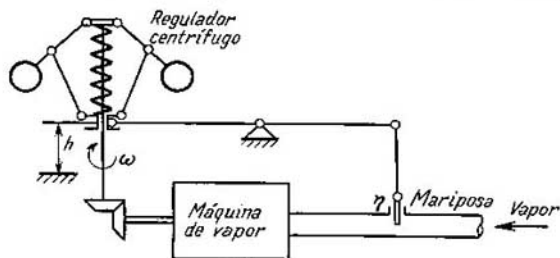 Regulador
centrífugo
h
ω
η
Mariposa
Vapor
Máquina
de vapor